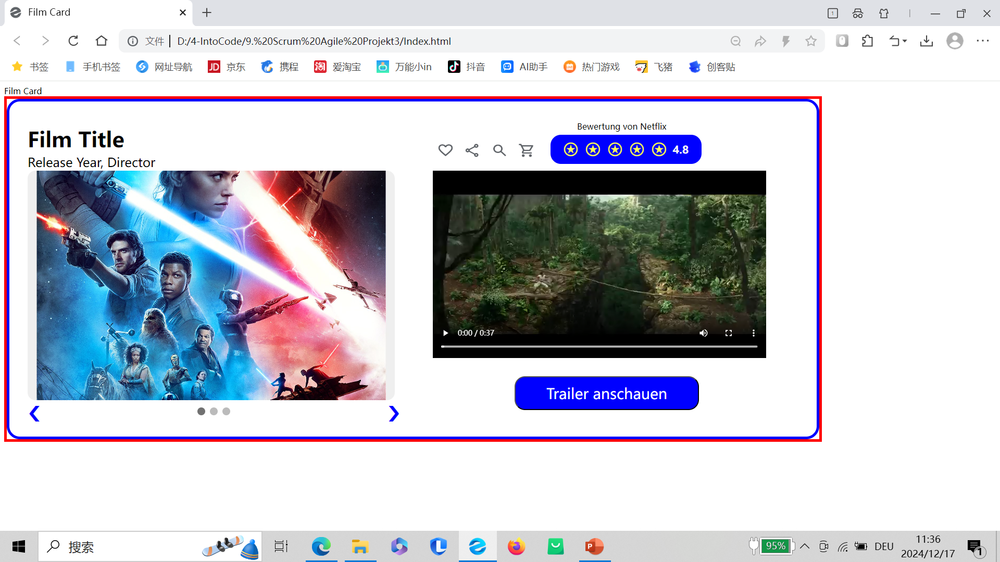 Film Card
1
文件
D:/4-IntoCode/9.%20Scrum%20Agile%20Projekt3/Index.html
书签
手机书签
网址导航
JD 京东
携程
淘 爱淘宝
万能小in
抖音
AI助手
热门游戏
飞猪
创客贴
Film Card
Film Title
Release Year, Director
Bewertung von Netflix
4.8
0:00 / 0:37
Trailer anschauen
搜索
95%
DEU
11:36
2024/12/17
1